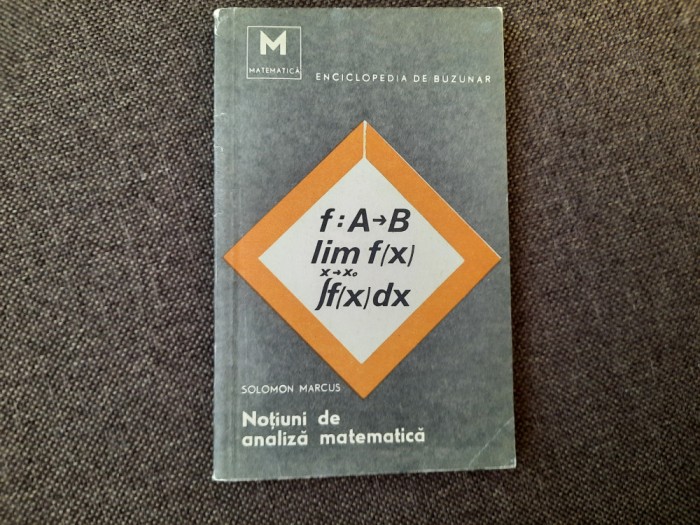 M
MATEMATICĂ
ENCICLOPEDIA DE BUZUNAR
f : A→B
lim f(x)
x→x₀
∫f(x)dx
SOLOMON MARCUS
Noțiuni de
analiză matematică